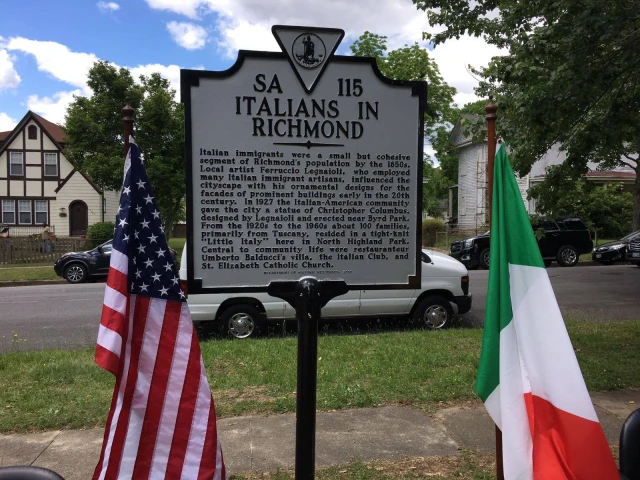 SA 115
ITALIANS IN
RICHMOND
Italian immigrants were a small but cohesive
segment of Richmond's population by the 1850s.
Local artist Ferruccio Legnaioli, who employed
many Italian immigrant artisans, influenced the
cityscape with his ornamental designs for the
facades of prominent buildings early in the 20th
century. In 1927 the Italian-American community
gave the city a statue of Christopher Columbus,
designed by Legnaioli and erected near Byrd Park.
From the 1920s to the 1960s about 100 families,
primarily from Tuscany, resided in a tight-knit
"Little Italy" here in North Highland Park.
Central to community life were restaurateur
Umberto Balducci's villa, the Italian Club, and
St. Elizabeth Catholic Church.
DEPARTMENT OF HISTORIC RESOURCES